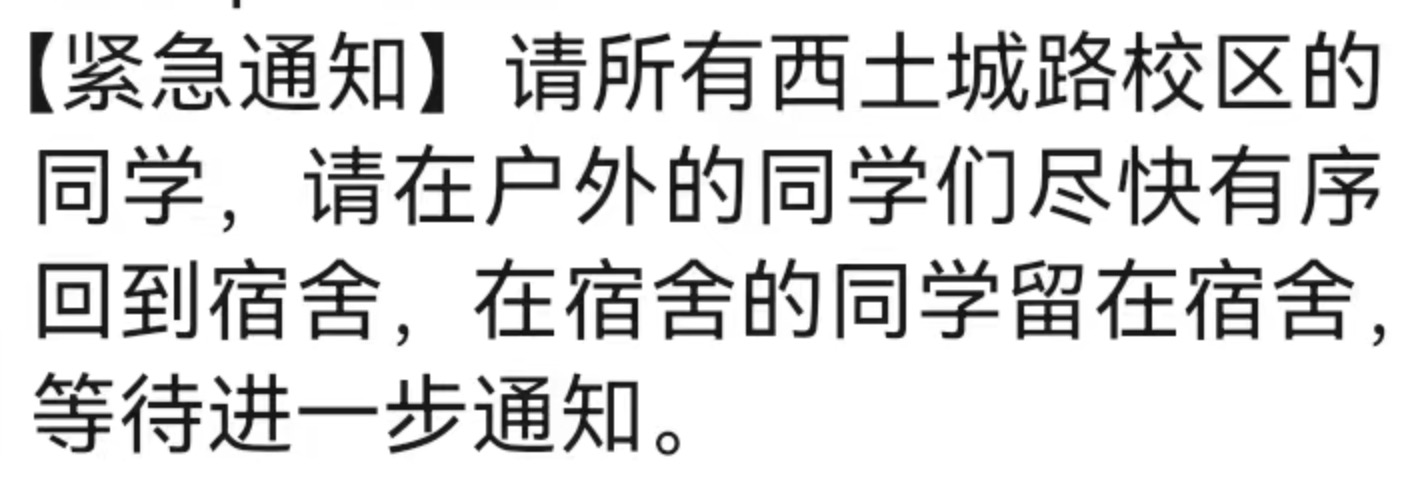 【紧急通知】请所有西土城路校区的
同学，请在户外的同学们尽快有序
回到宿舍，在宿舍的同学留在宿舍，
等待进一步通知。